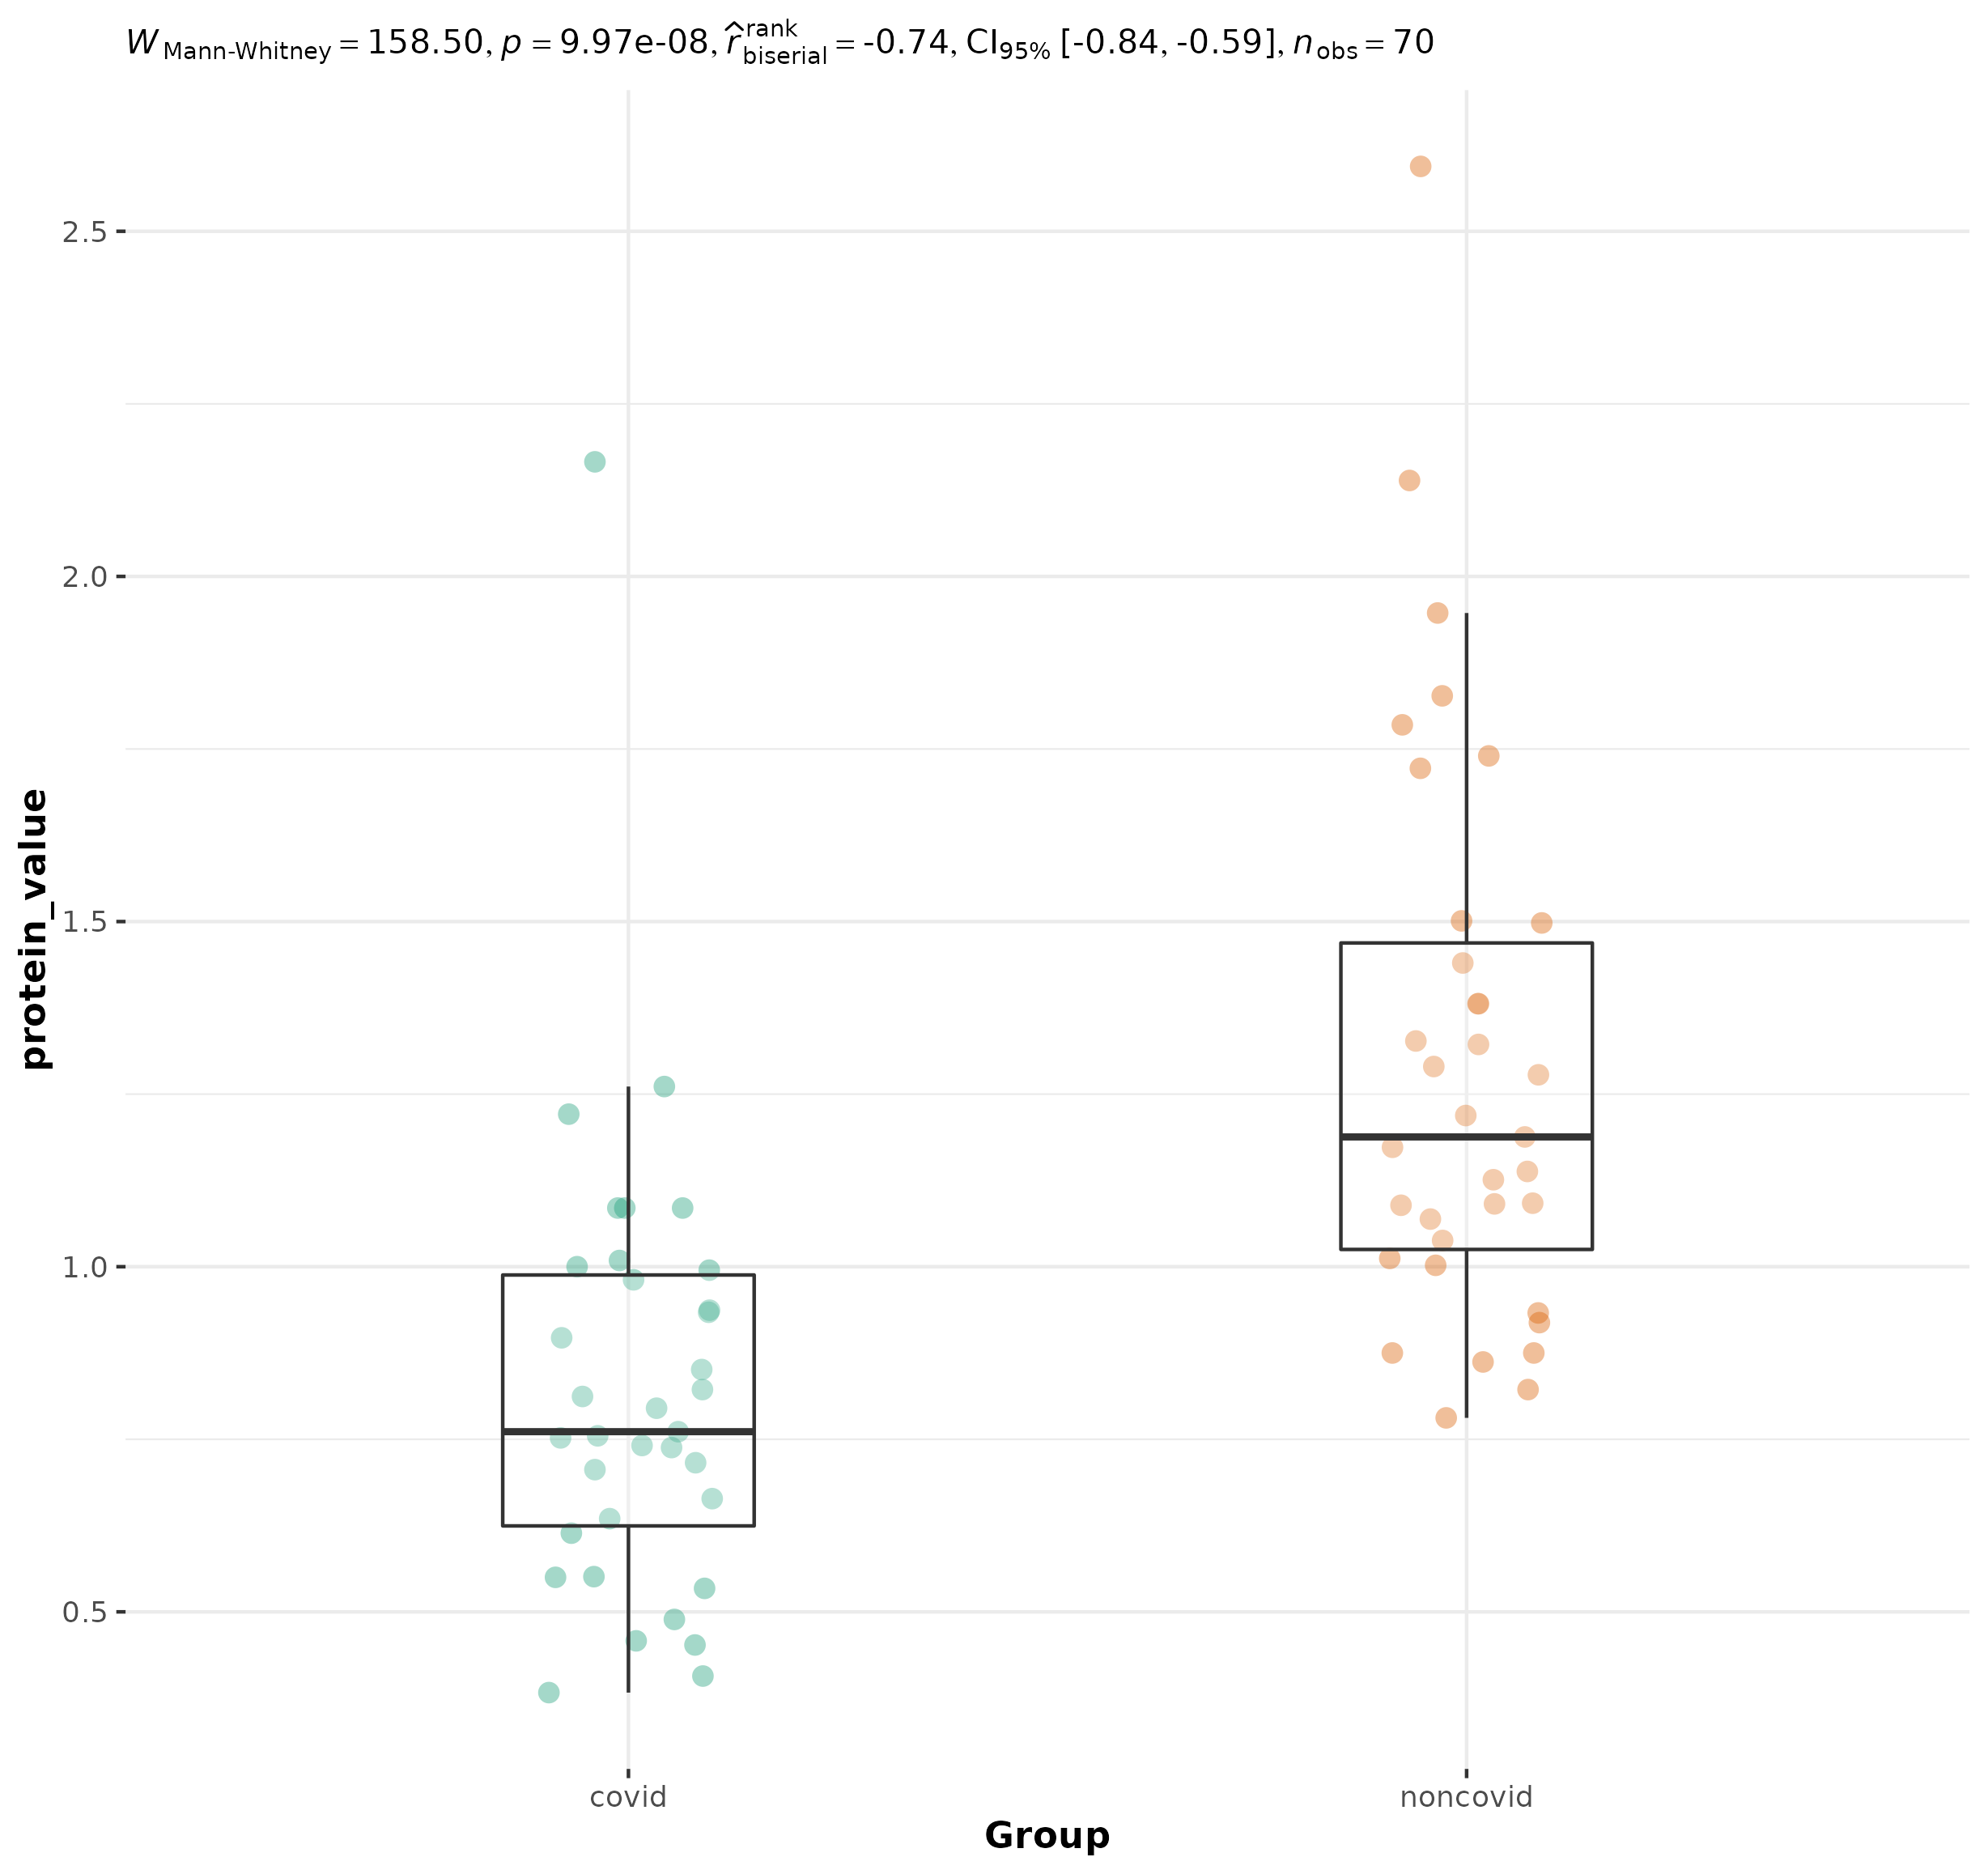 W Mann-Whitney = 158.50, p = 9.97e-08, r̂ rank biserial = -0.74, CI95% [-0.84, -0.59], nobs = 70
protein_value
2.5
2.0
1.5
1.0
0.5
covid noncovid
Group